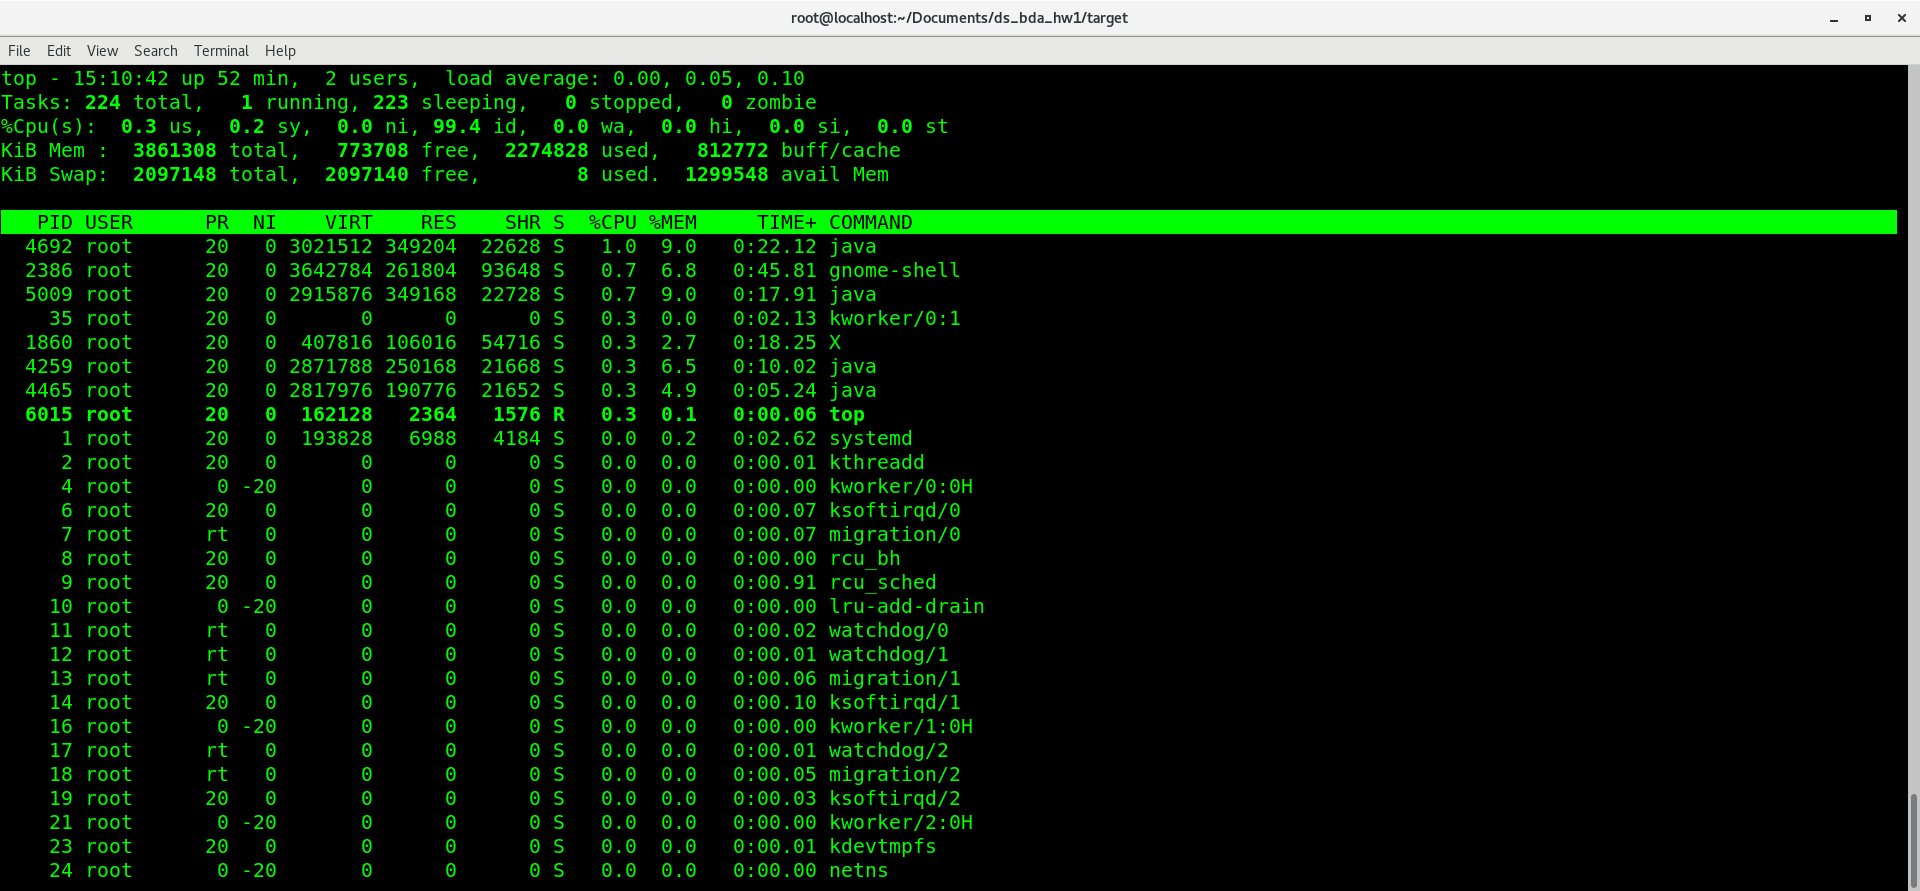 root@localhost:~/Documents/ds_bda_hw1/target
File Edit View Search Terminal Help
top - 15:10:42 up 52 min,  2 users,  load average: 0.00, 0.05, 0.10
Tasks: 224 total,   1 running, 223 sleeping,   0 stopped,   0 zombie
%Cpu(s):  0.3 us,  0.2 sy,  0.0 ni, 99.4 id,  0.0 wa,  0.0 hi,  0.0 si,  0.0 st
KiB Mem :  3861308 total,   773708 free,  2274828 used,   812772 buff/cache
KiB Swap:  2097148 total,  2097140 free,        8 used.  1299548 avail Mem
PID USER      PR  NI    VIRT    RES    SHR S  %CPU %MEM     TIME+ COMMAND
4692 root      20   0 3021512 349204  22628 S   1.0  9.0   0:22.12 java
2386 root      20   0 3642784 261804  93648 S   0.7  6.8   0:45.81 gnome-shell
5009 root      20   0 2915876 349168  22728 S   0.7  9.0   0:17.91 java
35 root      20   0       0      0      0 S   0.3  0.0   0:02.13 kworker/0:1
1860 root      20   0  407816 106016  54716 S   0.3  2.7   0:18.25 X
4259 root      20   0 2871788 250168  21668 S   0.3  6.5   0:10.02 java
4465 root      20   0 2817976 190776  21652 S   0.3  4.9   0:05.24 java
6015 root      20   0  162128   2364   1576 R   0.3  0.1   0:00.06 top
1 root      20   0  193828   6988   4184 S   0.0  0.2   0:02.62 systemd
2 root      20   0       0      0      0 S   0.0  0.0   0:00.01 kthreadd
4 root       0 -20       0      0      0 S   0.0  0.0   0:00.00 kworker/0:0H
6 root      20   0       0      0      0 S   0.0  0.0   0:00.07 ksoftirqd/0
7 root      rt   0       0      0      0 S   0.0  0.0   0:00.07 migration/0
8 root      20   0       0      0      0 S   0.0  0.0   0:00.00 rcu_bh
9 root      20   0       0      0      0 S   0.0  0.0   0:00.91 rcu_sched
10 root       0 -20       0      0      0 S   0.0  0.0   0:00.00 lru-add-drain
11 root      rt   0       0      0      0 S   0.0  0.0   0:00.02 watchdog/0
12 root      rt   0       0      0      0 S   0.0  0.0   0:00.01 watchdog/1
13 root      rt   0       0      0      0 S   0.0  0.0   0:00.06 migration/1
14 root      20   0       0      0      0 S   0.0  0.0   0:00.10 ksoftirqd/1
16 root       0 -20       0      0      0 S   0.0  0.0   0:00.00 kworker/1:0H
17 root      rt   0       0      0      0 S   0.0  0.0   0:00.01 watchdog/2
18 root      rt   0       0      0      0 S   0.0  0.0   0:00.05 migration/2
19 root      20   0       0      0      0 S   0.0  0.0   0:00.03 ksoftirqd/2
21 root       0 -20       0      0      0 S   0.0  0.0   0:00.00 kworker/2:0H
23 root      20   0       0      0      0 S   0.0  0.0   0:00.01 kdevtmpfs
24 root       0 -20       0      0      0 S   0.0  0.0   0:00.00 netns